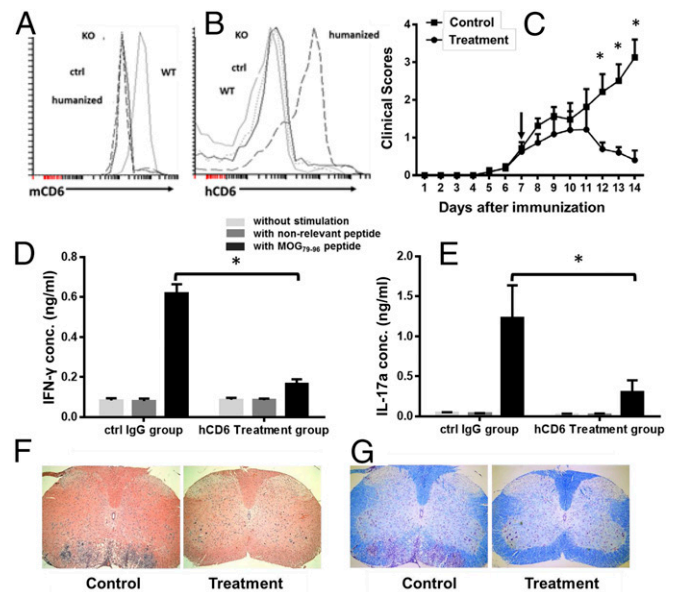 A
KO
ctrl
WT
humanized
mCD6
B
KO
humanized
ctrl
WT
hCD6
C
Control
Treatment
Clinical Scores
4
3
2
1
0
* * *
1 2 3 4 5 6 7 8 9 10 11 12 13 14
Days after immunization
without stimulation
with non-relevant peptide
with MOG79-96 peptide
D
IFN-γ conc. (ng/ml)
0.8
0.6
0.4
0.2
0.0
*
ctrl IgG group hCD6 Treatment group
E
IL-17a conc. (ng/ml)
2.0
1.5
1.0
0.5
0.0
*
ctrl IgG group hCD6 Treatment group
F
Control Treatment
G
Control Treatment